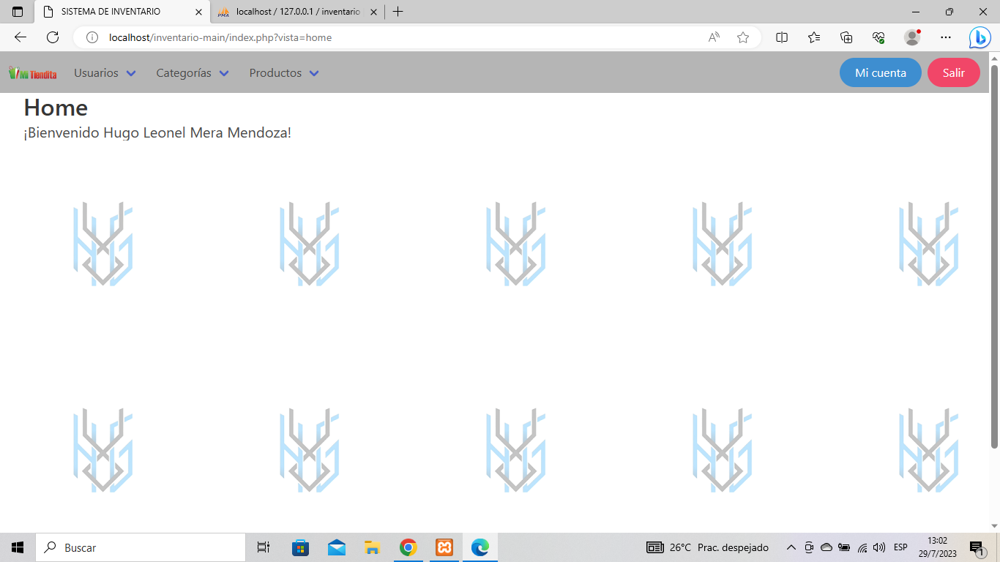 SISTEMA DE INVENTARIO
localhost / 127.0.0.1 / inventario
localhost/inventario-main/index.php?vista=home
Mi Tiendita
Usuarios
Categorías
Productos
Mi cuenta
Salir
Home
¡Bienvenido Hugo Leonel Mera Mendoza!
Buscar
26°C Prac. despejado
ESP
13:02
29/7/2023
1